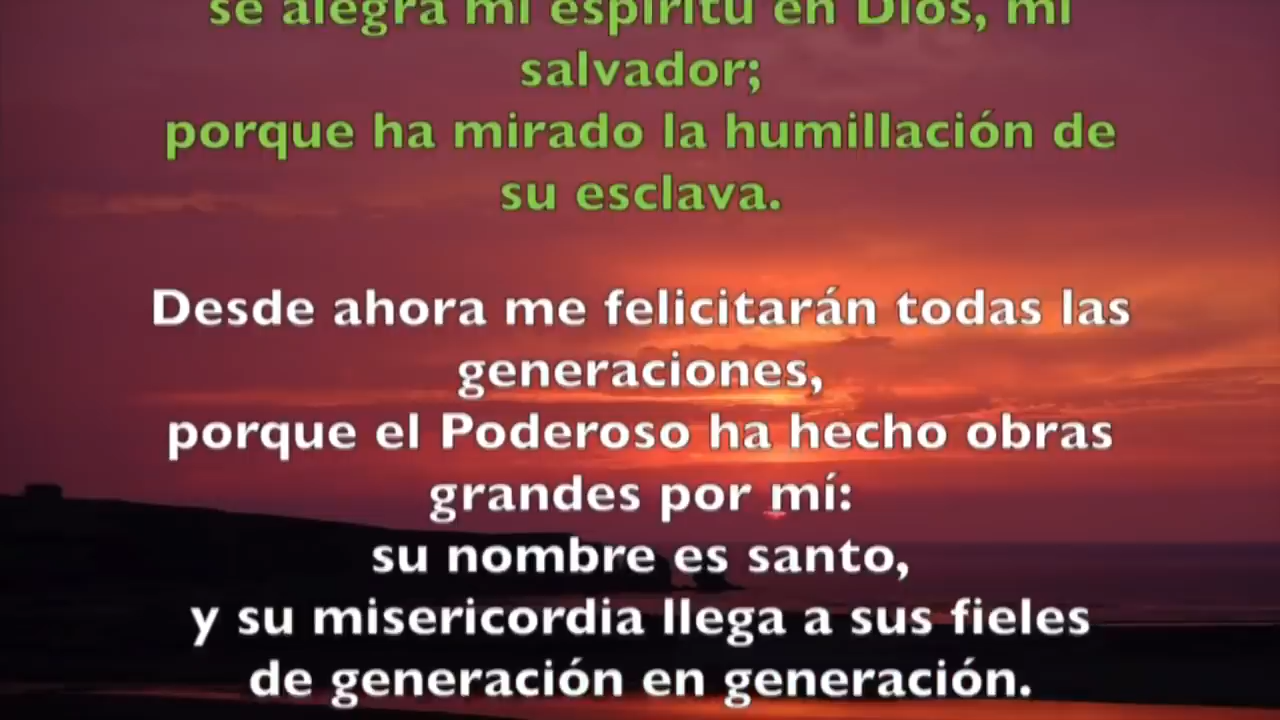 se alegra mi espíritu en Dios, mi
salvador;
porque ha mirado la humillación de
su esclava.
Desde ahora me felicitarán todas las
generaciones,
porque el Poderoso ha hecho obras
grandes por mí:
su nombre es santo,
y su misericordia llega a sus fieles
de generación en generación.